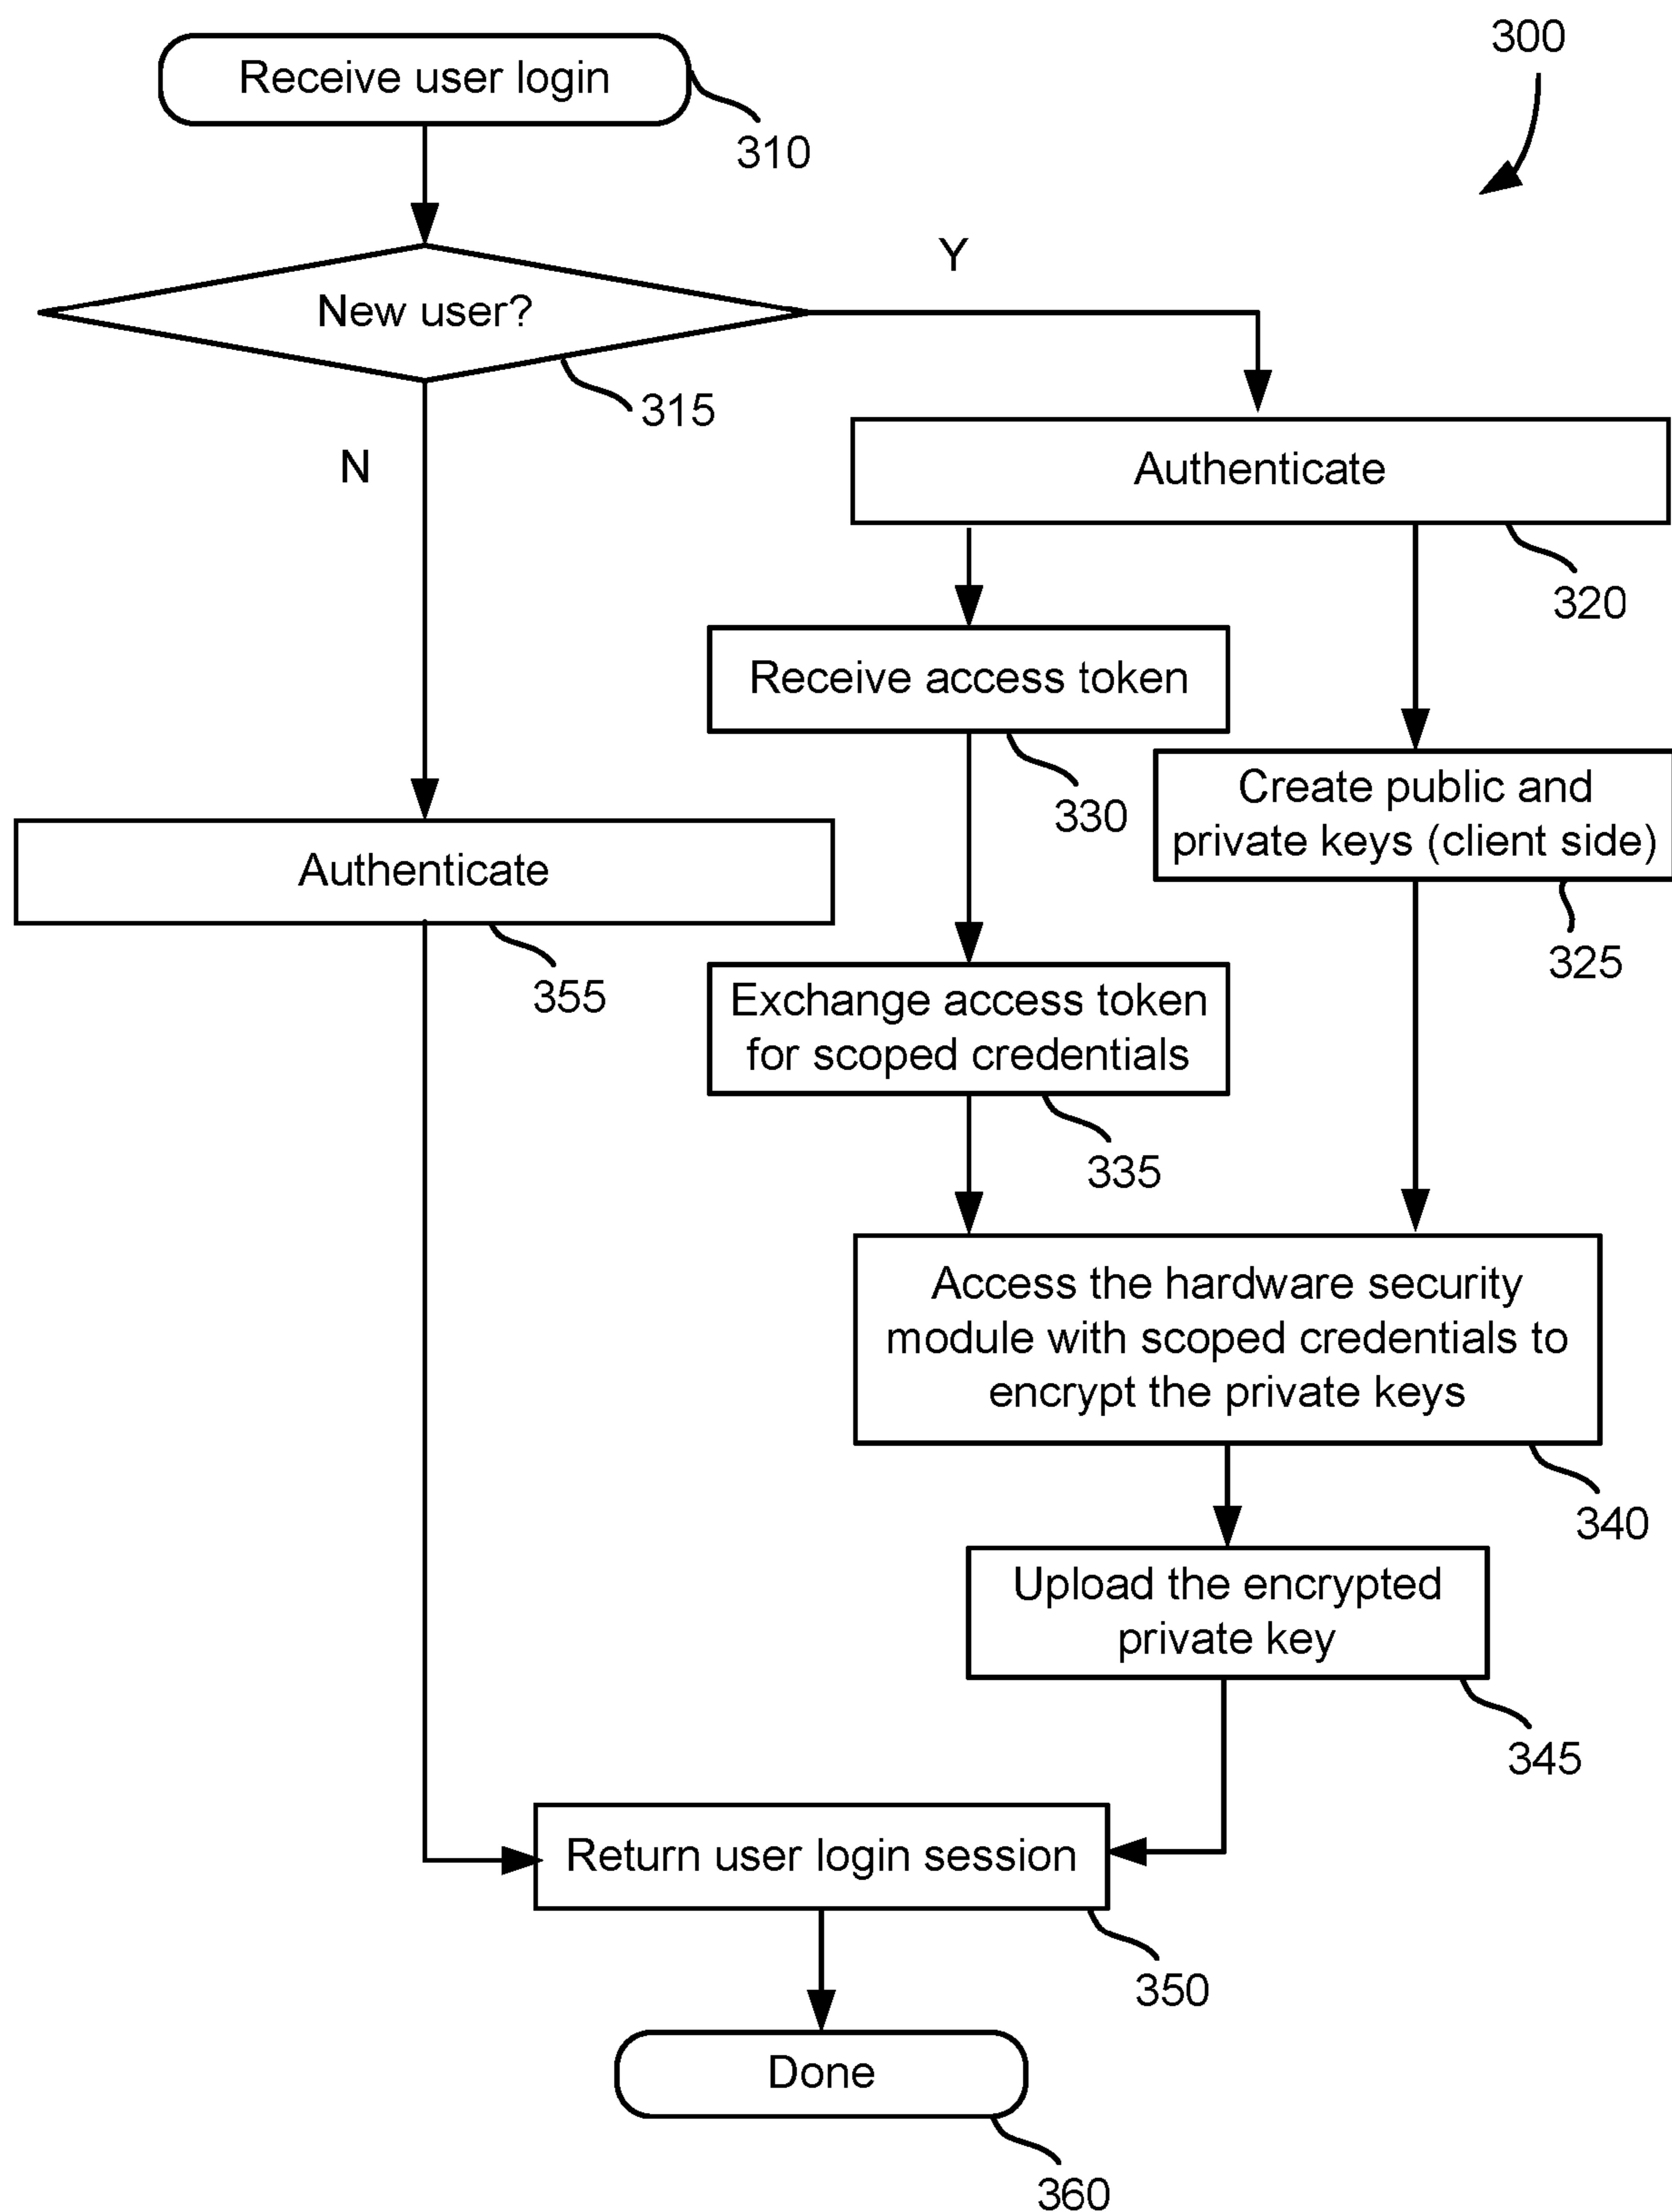 300
Receive user login
310
Y
New user?
315
N
Authenticate
320
Receive access token
330
Create public and
private keys (client side)
325
Authenticate
355
Exchange access token
for scoped credentials
335
Access the hardware security
module with scoped credentials to
encrypt the private keys
340
Upload the encrypted
private key
345
Return user login session
350
Done
360